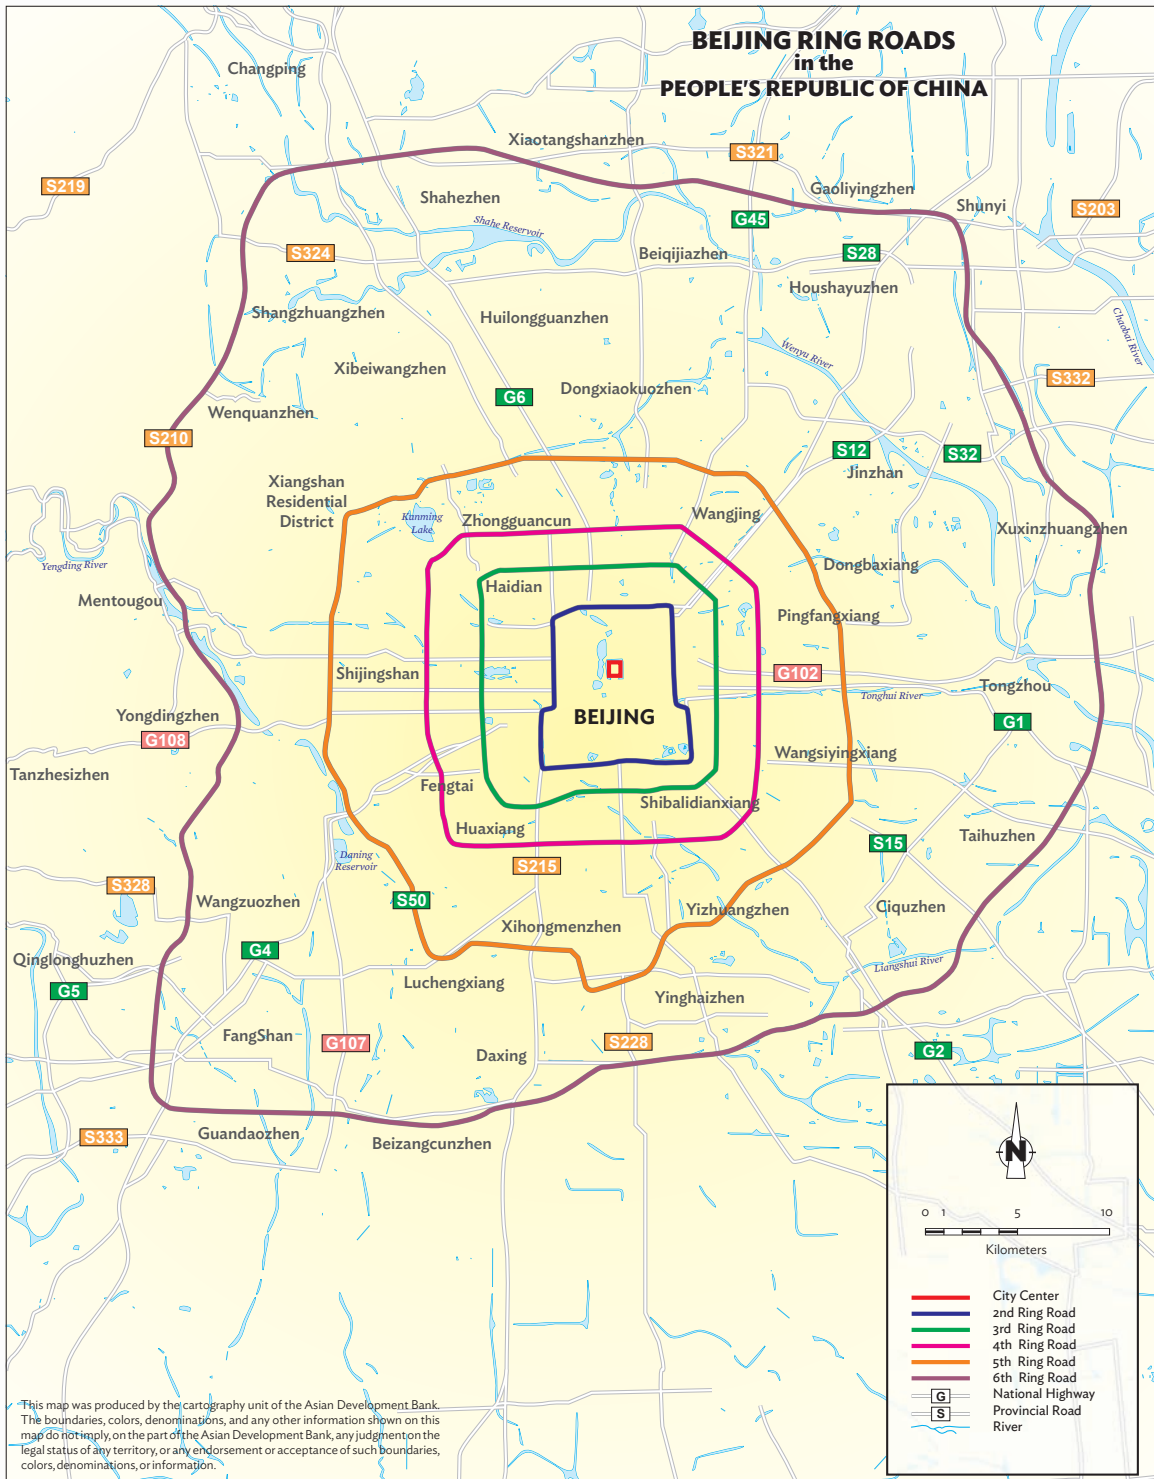 BEIJING RING ROADS
in the
PEOPLE'S REPUBLIC OF CHINA
Changping
Xiaotangshanzhen
S321
S219
Gaoliyingzhen
Shahezhen
Shunyi
S203
G45
Shahe Reservoir
S324
Beiqijiazhen
S28
Houshayuzhen
Shangzhuangzhen
Huilongguanzhen
Chaobai River
Wenyu River
Xibeiwangzhen
S332
Dongxiaokuozhen
G6
Wenquanzhen
S210
S12
S32
Jinzhan
Xiangshan
Residential
District
Kanming
Lake
Zhongguancun
Wangjing
Xuxinzhuangzhen
Yengding River
Dongbaxiang
Haidian
Mentougou
Pingfangxiang
Shijingshan
G102
Tonghui River
Tongzhou
Yongdingzhen
BEIJING
G1
G108
Wangsiyingxiang
Tanzhesizhen
Fengtai
Shibalidianxiang
Huaxiang
Taihuzhen
S15
Daning
Reservoir
S215
S328
Wangzuozhen
S50
Ciquzhen
Yizhuangzhen
Xihongmenzhen
G4
Qinglonghuzhen
Liangshui River
Luchengxiang
G5
Yinghaizhen
FangShan
G107
S228
G2
Daxing
S333
Guandaozhen
Beizangcunzhen
N
0 1 5 10
Kilometers
City Center
2nd Ring Road
3rd Ring Road
4th Ring Road
5th Ring Road
6th Ring Road
G National Highway
S Provincial Road
River
This map was produced by the cartography unit of the Asian Development Bank.
The boundaries, colors, denominations, and any other information shown on this
map do not imply, on the part of the Asian Development Bank, any judgment on the
legal status of any territory, or any endorsement or acceptance of such boundaries,
colors, denominations, or information.